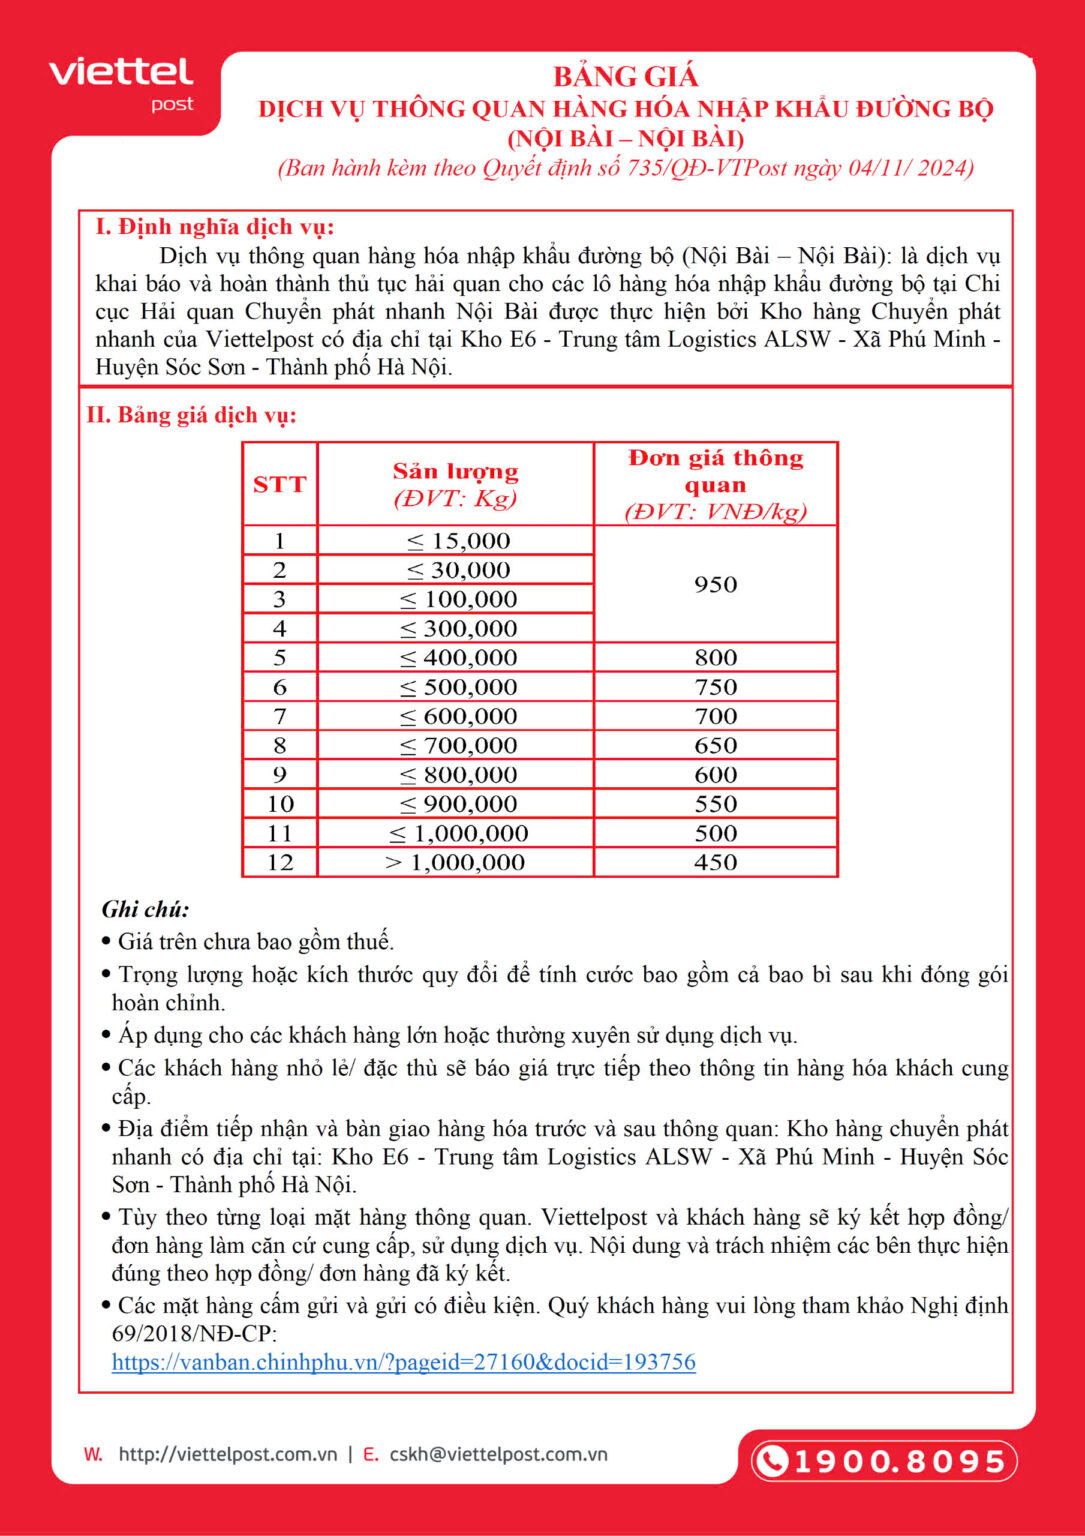 viettel
post
BẢNG GIÁ
DỊCH VỤ THÔNG QUAN HÀNG HÓA NHẬP KHẨU ĐƯỜNG BỘ
(NỘI BÀI – NỘI BÀI)
(Ban hành kèm theo Quyết định số 735/QĐ-VTPost ngày 04/11/ 2024)
I. Định nghĩa dịch vụ:
Dịch vụ thông quan hàng hóa nhập khẩu đường bộ (Nội Bài – Nội Bài): là dịch vụ
khai báo và hoàn thành thủ tục hải quan cho các lô hàng hóa nhập khẩu đường bộ tại Chi
cục Hải quan Chuyển phát nhanh Nội Bài được thực hiện bởi Kho hàng Chuyển phát
nhanh của Viettelpost có địa chỉ tại Kho E6 - Trung tâm Logistics ALSW - Xã Phú Minh -
Huyện Sóc Sơn - Thành phố Hà Nội.
II. Bảng giá dịch vụ:
STT Sản lượng (ĐVT: Kg) Đơn giá thông quan (ĐVT: VNĐ/kg)
1 ≤ 15,000
2 ≤ 30,000
950
3 ≤ 100,000
4 ≤ 300,000
5 ≤ 400,000 800
6 ≤ 500,000 750
7 ≤ 600,000 700
8 ≤ 700,000 650
9 ≤ 800,000 600
10 ≤ 900,000 550
11 ≤ 1,000,000 500
12 > 1,000,000 450
Ghi chú:
• Giá trên chưa bao gồm thuế.
• Trọng lượng hoặc kích thước quy đổi để tính cước bao gồm cả bao bì sau khi đóng gói
hoàn chỉnh.
• Áp dụng cho các khách hàng lớn hoặc thường xuyên sử dụng dịch vụ.
• Các khách hàng nhỏ lẻ/ đặc thù sẽ báo giá trực tiếp theo thông tin hàng hóa khách cung
cấp.
• Địa điểm tiếp nhận và bàn giao hàng hóa trước và sau thông quan: Kho hàng chuyển phát
nhanh có địa chỉ tại: Kho E6 - Trung tâm Logistics ALSW - Xã Phú Minh - Huyện Sóc
Sơn - Thành phố Hà Nội.
• Tùy theo từng loại mặt hàng thông quan. Viettelpost và khách hàng sẽ ký kết hợp đồng/
đơn hàng làm căn cứ cung cấp, sử dụng dịch vụ. Nội dung và trách nhiệm các bên thực hiện
đúng theo hợp đồng/ đơn hàng đã ký kết.
• Các mặt hàng cấm gửi và gửi có điều kiện. Quý khách hàng vui lòng tham khảo Nghị định
69/2018/NĐ-CP:
https://vanban.chinhphu.vn/?pageid=27160&docid=193756
W. http://viettelpost.com.vn | E. cskh@viettelpost.com.vn
1900.8095